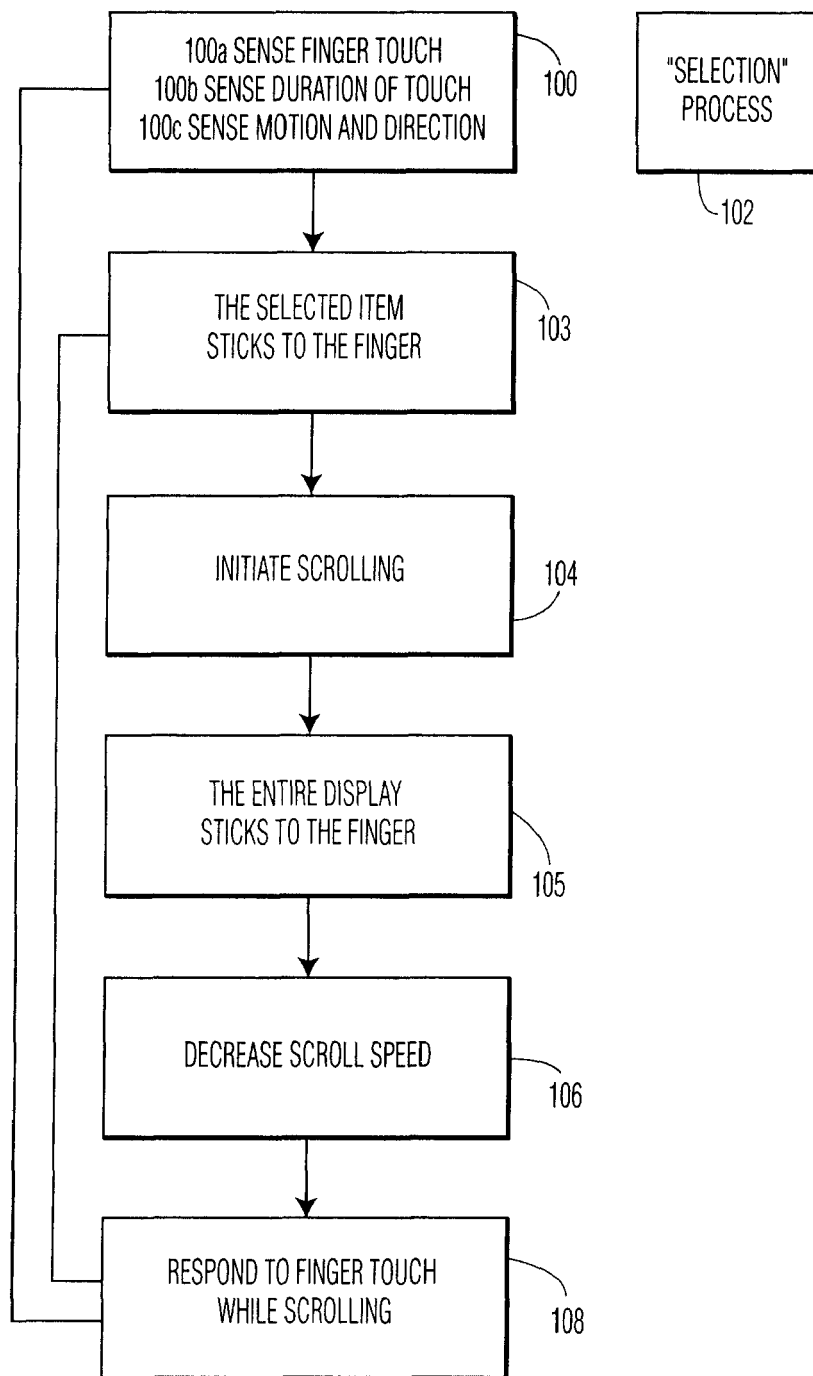 100a SENSE FINGER TOUCH
100b SENSE DURATION OF TOUCH
100c SENSE MOTION AND DIRECTION
100
"SELECTION"
PROCESS
102
THE SELECTED ITEM
STICKS TO THE FINGER
103
INITIATE SCROLLING
104
THE ENTIRE DISPLAY
STICKS TO THE FINGER
105
DECREASE SCROLL SPEED
106
RESPOND TO FINGER TOUCH
WHILE SCROLLING
108